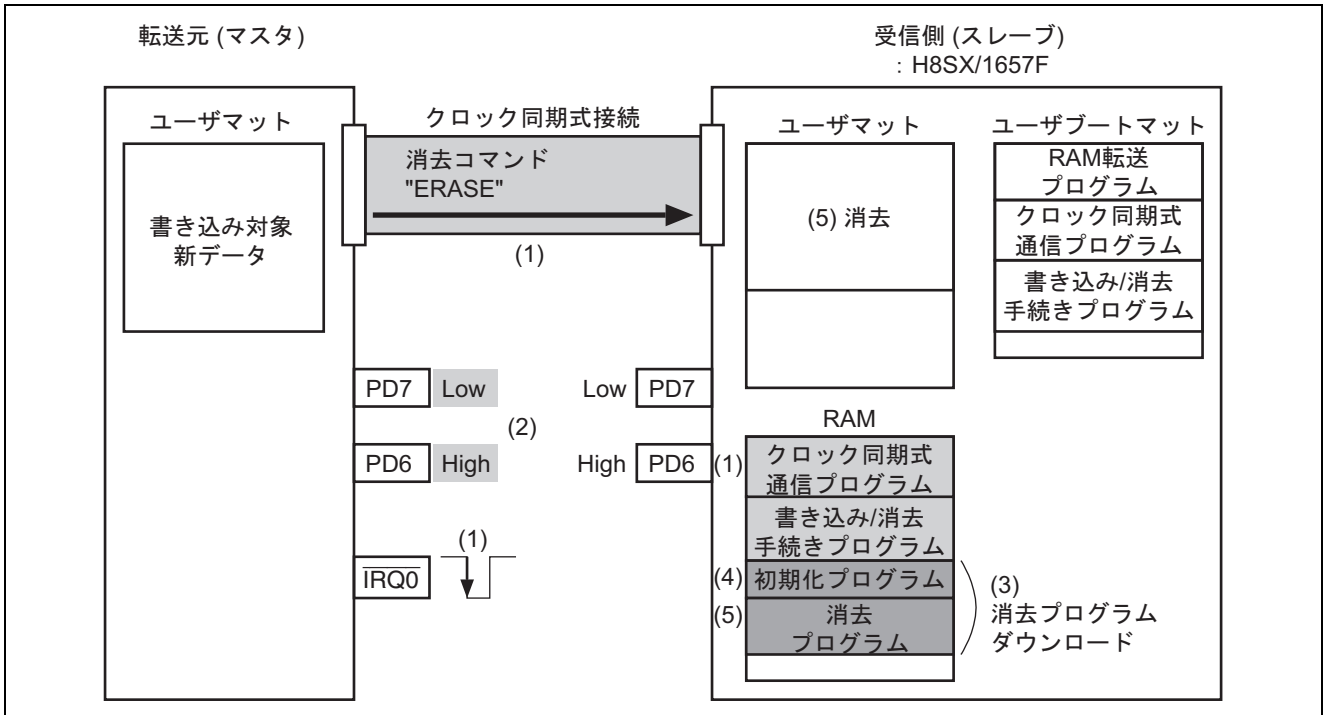 転送元 (マスタ)
受信側 (スレーブ)
: H8SX/1657F
ユーザマット
書き込み対象
新データ
クロック同期式接続
消去コマンド
"ERASE"
(1)
ユーザマット
(5) 消去
ユーザブートマット
RAM転送
プログラム
クロック同期式
通信プログラム
書き込み/消去
手続きプログラム
PD7 Low
Low PD7
(2)
PD6 High
High PD6
(1)
IRQ0
RAM
(1) クロック同期式
通信プログラム
書き込み/消去
手続きプログラム
(4) 初期化プログラム
(5) 消去
プログラム
(3)
消去プログラム
ダウンロード